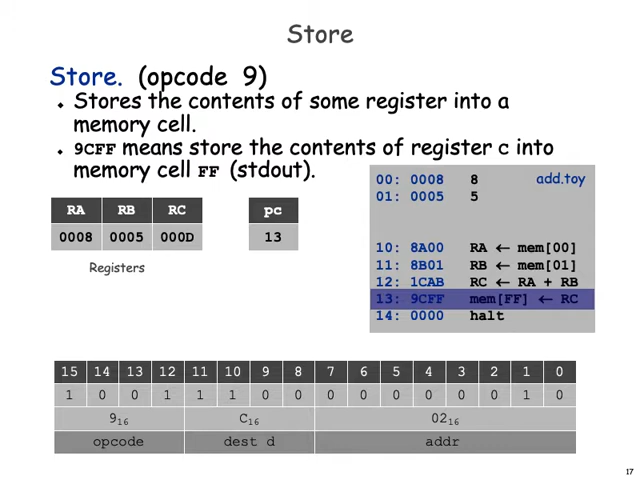 Store
Store. (opcode 9)
Stores the contents of some register into a
memory cell.
9CFF means store the contents of register C into
memory cell FF (stdout).
00: 0008 8 add.toy
01: 0005 5
10: 8A00 RA ← mem[00]
11: 8B01 RB ← mem[01]
12: 1CAB RC ← RA + RB
13: 9CFF mem[FF] ← RC
14: 0000 halt
RA RB RC pc
0008 0005 000D 13
Registers
15 14 13 12 11 10 9 8 7 6 5 4 3 2 1 0
1 0 0 1 1 1 0 0 0 0 0 0 0 0 1 0
9₁₆ C₁₆ 02₁₆
opcode dest d addr
17